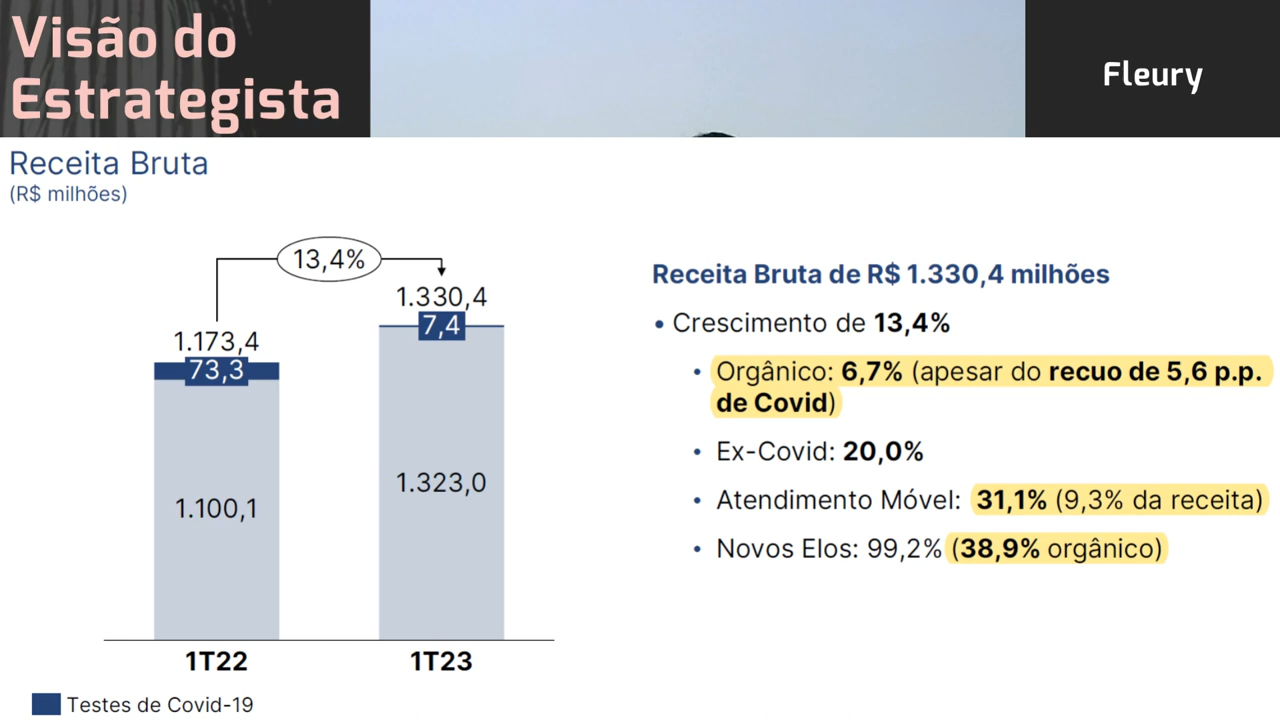 Visão do
Estrategista
Fleury
Receita Bruta
(R$ milhões)
13,4%
1.173,4
73,3
1.100,1
1.330,4
7,4
1.323,0
1T22
1T23
Testes de Covid-19
Receita Bruta de R$ 1.330,4 milhões
• Crescimento de 13,4%
• Orgânico: 6,7% (apesar do recuo de 5,6 p.p.
de Covid)
• Ex-Covid: 20,0%
• Atendimento Móvel: 31,1% (9,3% da receita)
• Novos Elos: 99,2% (38,9% orgânico)